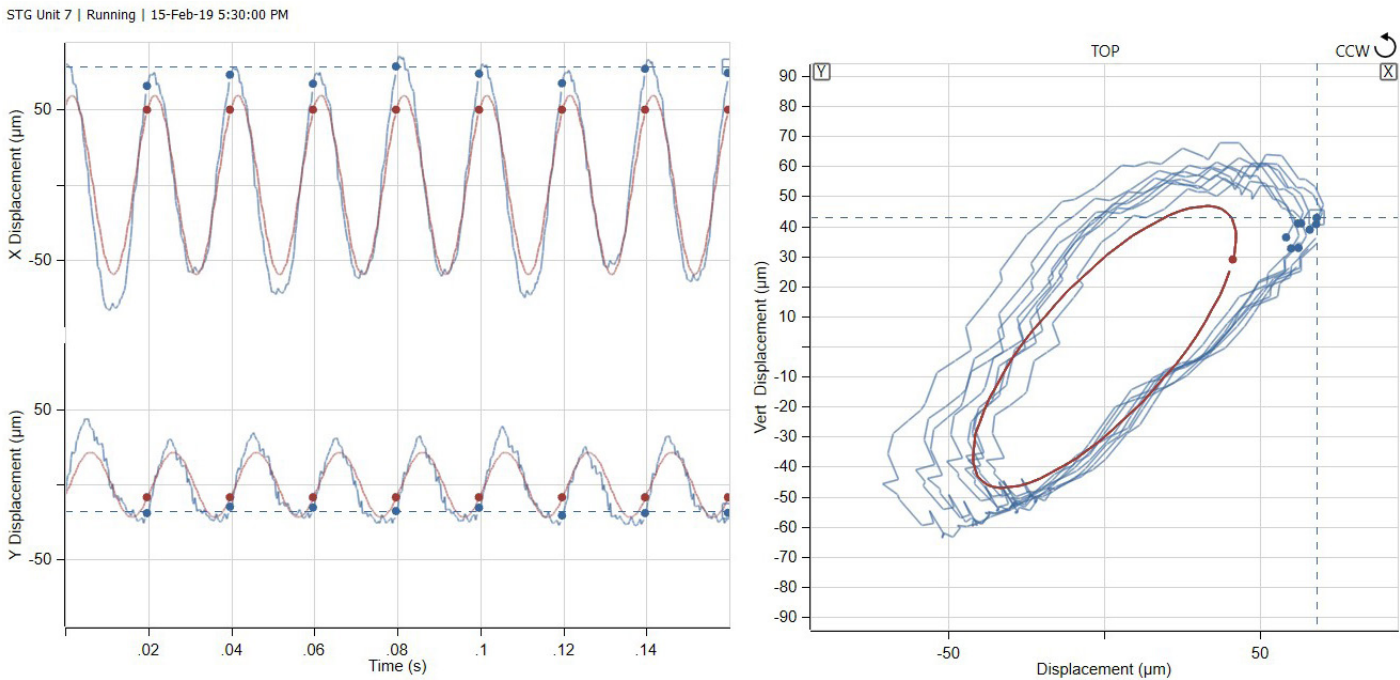 STG Unit 7 | Running | 15-Feb-19 5:30:00 PM
X Displacement (µm)
50
-50
Y Displacement (µm)
50
-50
.02 .04 .06 .08 .1 .12 .14
Time (s)
TOP CCW
Y X
Vert Displacement (µm)
90
80
70
60
50
40
30
20
10
-10
-20
-30
-40
-50
-60
-70
-80
-90
-50 50
Displacement (µm)